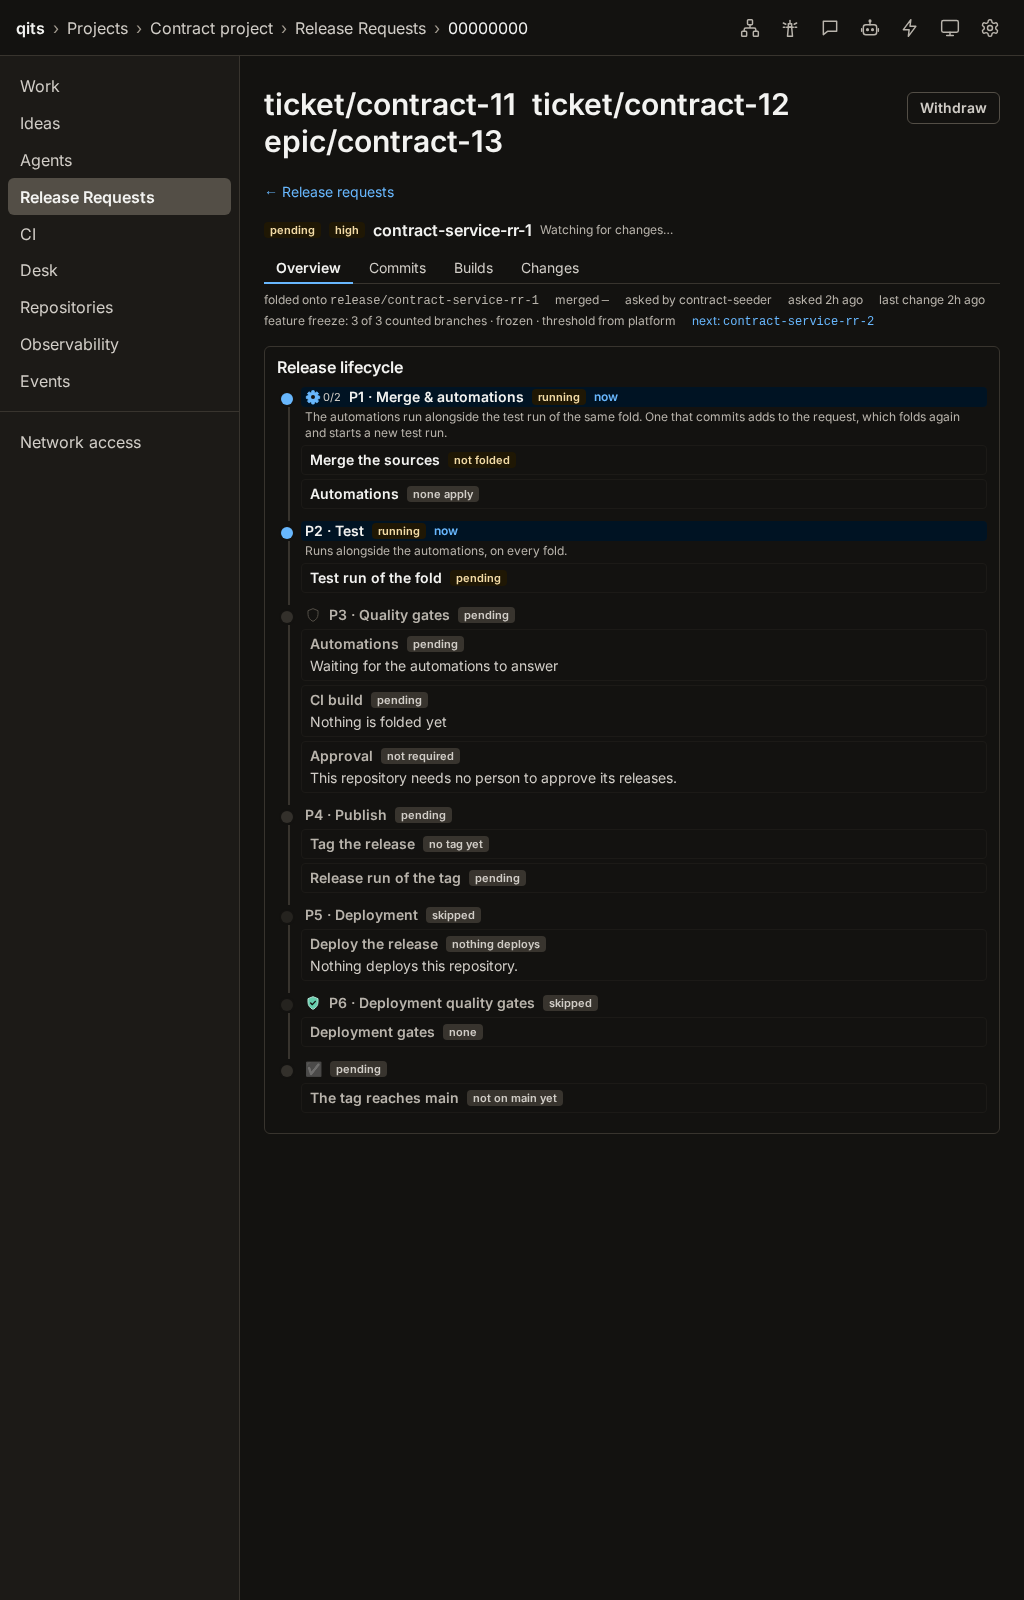 qits › Projects › Contract project › Release Requests › 00000000
Work
Ideas
Agents
Release Requests
CI
Desk
Repositories
Observability
Events
Network access
ticket/contract-11 ticket/contract-12
epic/contract-13
Withdraw
← Release requests
pending high contract-service-rr-1 Watching for changes...
Overview Commits Builds Changes
folded onto release/contract-service-rr-1 merged — asked by contract-seeder asked 2h ago last change 2h ago
feature freeze: 3 of 3 counted branches · frozen · threshold from platform next: contract-service-rr-2
Release lifecycle
0/2 P1 · Merge & automations running now
The automations run alongside the test run of the same fold. One that commits adds to the request, which folds again
and starts a new test run.
Merge the sources not folded
Automations none apply
P2 · Test running now
Runs alongside the automations, on every fold.
Test run of the fold pending
P3 · Quality gates pending
Automations pending
Waiting for the automations to answer
CI build pending
Nothing is folded yet
Approval not required
This repository needs no person to approve its releases.
P4 · Publish pending
Tag the release no tag yet
Release run of the tag pending
P5 · Deployment skipped
Deploy the release nothing deploys
Nothing deploys this repository.
P6 · Deployment quality gates skipped
Deployment gates none
pending
The tag reaches main not on main yet